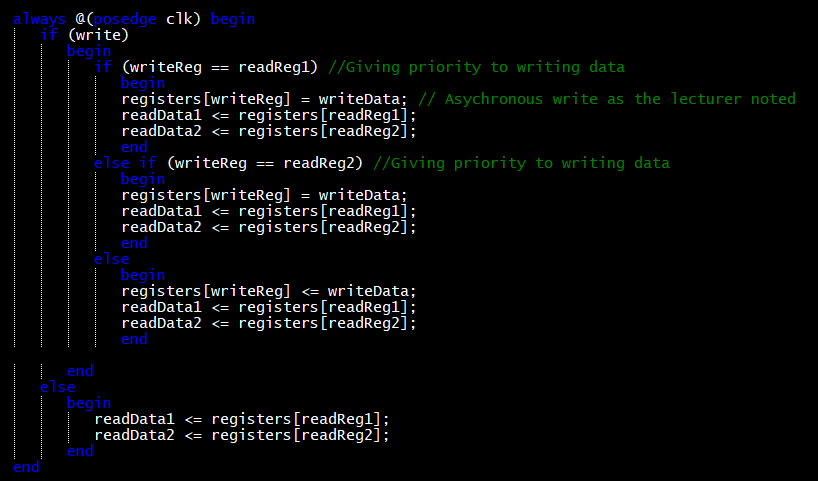 always @(posedge clk) begin
if (write)
begin
if (writeReg == readReg1) //Giving priority to writing data
begin
registers[writeReg] = writeData; // Asychronous write as the lecturer noted
readData1 <= registers[readReg1];
readData2 <= registers[readReg2];
end
else if (writeReg == readReg2) //Giving priority to writing data
begin
registers[writeReg] = writeData;
readData1 <= registers[readReg1];
readData2 <= registers[readReg2];
end
else
begin
registers[writeReg] <= writeData;
readData1 <= registers[readReg1];
readData2 <= registers[readReg2];
end
end
else
begin
readData1 <= registers[readReg1];
readData2 <= registers[readReg2];
end
end